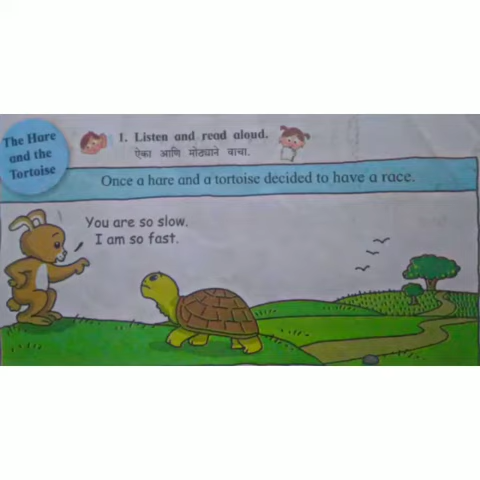 The Hare
and the
Tortoise
1. Listen and read aloud.
ऐका आणि मोठ्याने वाचा.
Once a hare and a tortoise decided to have a race.
You are so slow.
I am so fast.